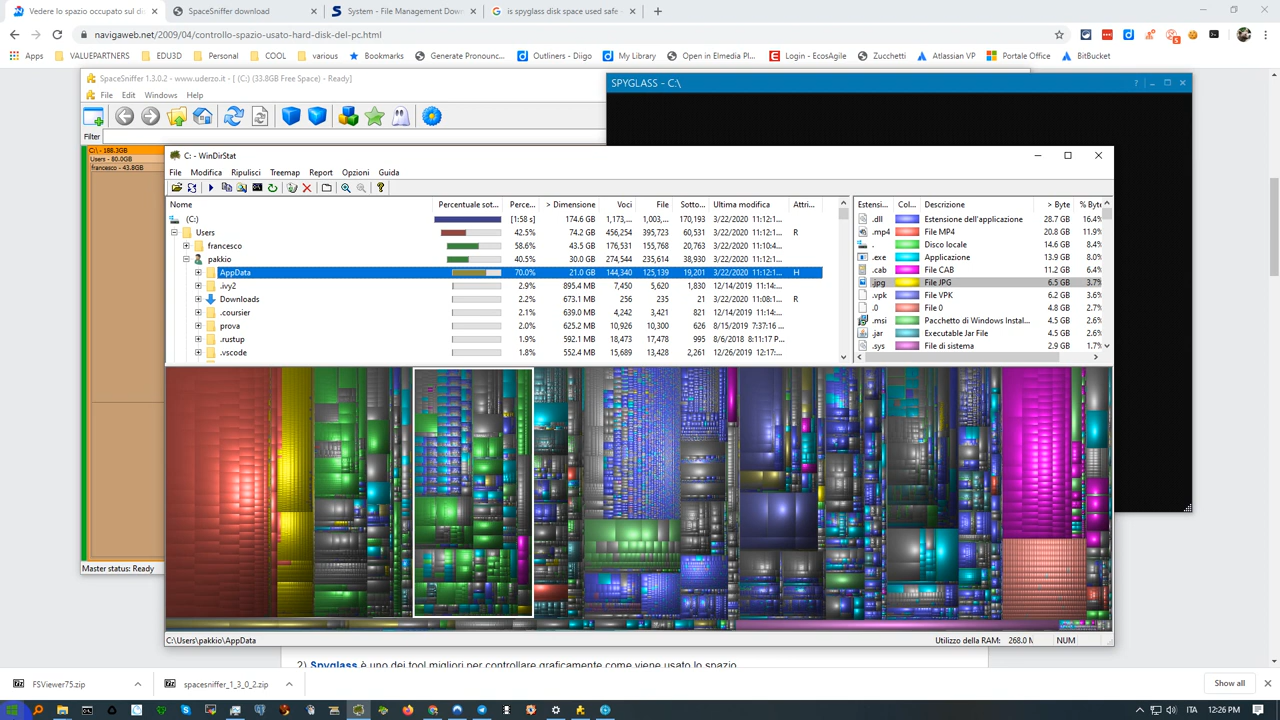 Vedere lo spazio occupato sul di
SpaceSniffer download
System - File Management Dow
is spyglass disk space used safe -
navigaweb.net/2009/04/controllo-spazio-usato-hard-disk-del-pc.html
Apps VALUEPARTNERS EDU3D Personal COOL various Bookmarks Generate Pronounc... Outliners - Diigo My Library Open in Elmedia Pl... Login - EcosAgile Zucchetti Atlassian VP Portale Office BitBucket
SpaceSniffer 1.3.0.2 - www.uderzo.it - [ (C:) (33.8GB Free Space) - Ready]
File Edit Windows Help
Filter
C:\ - 188.3GB
Users - 80.0GB
francesco - 43.8GB
Master status: Ready
SPYGLASS - C:\
C: - WinDirStat
File Modifica Ripulisci Treemap Report Opzioni Guida
Nome Percentuale sot... Perce... > Dimensione Voci File Sotto... Ultima modifica Attri...
(C:) [1:58 s] 174.6 GB 1,173,... 1,003,... 170,193 3/22/2020 11:12:1...
Users 42.5% 74.2 GB 456,254 395,723 60,531 3/22/2020 11:12:1... R
francesco 58.6% 43.5 GB 176,531 155,768 20,763 3/22/2020 11:10:4...
pakkio 40.5% 30.0 GB 274,544 235,614 38,930 3/22/2020 11:12:1...
AppData 70.0% 21.0 GB 144,340 125,139 19,201 3/22/2020 11:12:1... H
.ivy2 2.9% 895.4 MB 7,450 5,620 1,830 12/14/2019 11:14:...
Downloads 2.2% 673.1 MB 256 235 21 3/22/2020 11:08:1... R
.coursier 2.1% 639.0 MB 4,242 3,421 821 12/14/2019 11:14:...
prova 2.0% 625.2 MB 10,926 10,300 626 8/15/2019 7:37:16 ...
.rustup 1.9% 592.1 MB 18,473 17,478 995 8/6/2018 8:11:17 P...
.vscode 1.8% 552.4 MB 15,689 13,428 2,261 12/26/2019 12:17:...
Estensi... Col... Descrizione > Byte % Byte
.dll Estensione dell'applicazione 28.7 GB 16.4%
.mp4 File MP4 20.8 GB 11.9%
. Disco locale 14.6 GB 8.4%
.exe Applicazione 13.9 GB 8.0%
.cab File CAB 11.2 GB 6.4%
.jpg File JPG 6.5 GB 3.7%
.vpk File VPK 6.2 GB 3.6%
.0 File 0 4.8 GB 2.7%
.msi Pacchetto di Windows Instal... 4.5 GB 2.6%
.jar Executable Jar File 4.5 GB 2.6%
.sys File di sistema 2.9 GB 1.7%
C:\Users\pakkio\AppData Utilizzo della RAM: 268.0 M NUM
2) Spyglass è uno dei tool migliori per controllare graficamente come viene usato lo spazio
FSViewer75.zip spacesniffer_1_3_0_2.zip Show all
ITA 12:26 PM